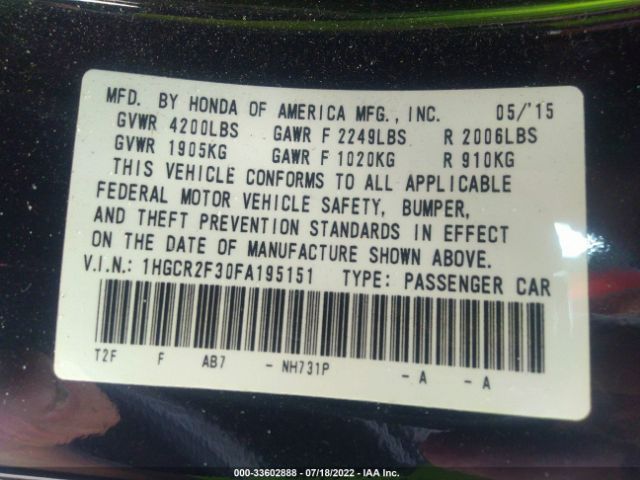 MFD. BY HONDA OF AMERICA MFG., INC. 05/'15
GVWR 4200LBS GAWR F 2249LBS R 2006LBS
GVWR 1905KG GAWR F 1020KG R 910KG
THIS VEHICLE CONFORMS TO ALL APPLICABLE
FEDERAL MOTOR VEHICLE SAFETY, BUMPER,
AND THEFT PREVENTION STANDARDS IN EFFECT
ON THE DATE OF MANUFACTURE SHOWN ABOVE.
V.I.N.: 1HGCR2F30FA195151 TYPE: PASSENGER CAR
T2F F AB7 - NH731P - A - A
000-33602888 - 07/18/2022 - IAA Inc.